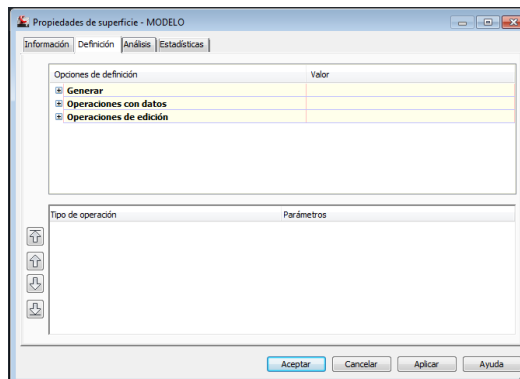 Propiedades de superficie - MODELO
Información Definición Análisis Estadísticas
Opciones de definición Valor
Generar
Operaciones con datos
Operaciones de edición
Tipo de operación Parámetros
Aceptar Cancelar Aplicar Ayuda